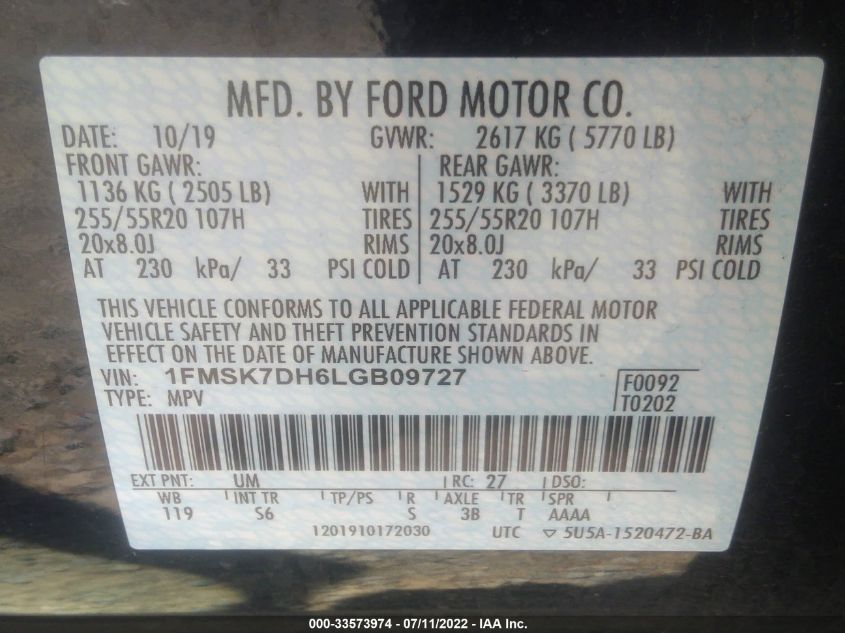 MFD. BY FORD MOTOR CO.
DATE: 10/19 GVWR: 2617 KG ( 5770 LB)
FRONT GAWR: REAR GAWR:
1136 KG ( 2505 LB) WITH 1529 KG ( 3370 LB) WITH
255/55R20 107H TIRES 255/55R20 107H TIRES
20x8.0J RIMS 20x8.0J RIMS
AT 230 kPa/ 33 PSI COLD AT 230 kPa/ 33 PSI COLD
THIS VEHICLE CONFORMS TO ALL APPLICABLE FEDERAL MOTOR
VEHICLE SAFETY AND THEFT PREVENTION STANDARDS IN
EFFECT ON THE DATE OF MANUFACTURE SHOWN ABOVE.
VIN: 1FMSK7DH6LGB09727 F0092
TYPE: MPV T0202
EXT PNT: UM RC: 27 DSO:
WB INT TR TP/PS R AXLE TR SPR
119 S6 S 3B T AAAA
1201910172030 UTC ▽ 5U5A-1520472-BA
000-33573974 - 07/11/2022 - IAA Inc.